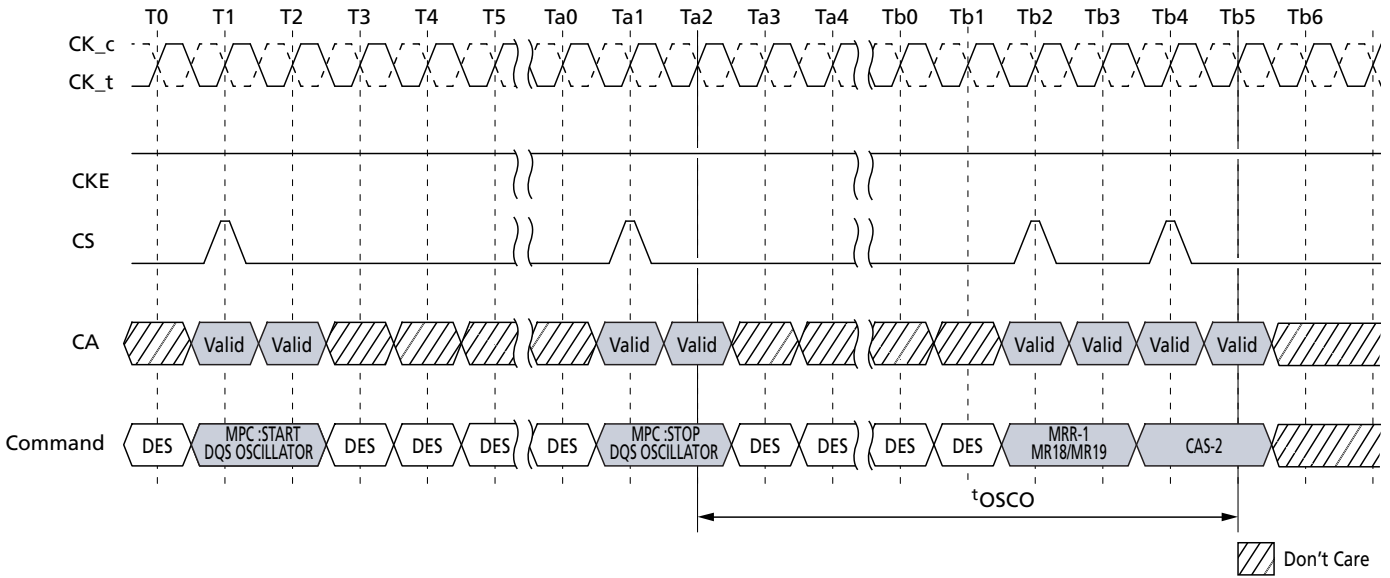 T0 T1 T2 T3 T4 T5 Ta0 Ta1 Ta2 Ta3 Ta4 Tb0 Tb1 Tb2 Tb3 Tb4 Tb5 Tb6
CK_c
CK_t
CKE
CS
CA Valid Valid Valid Valid Valid Valid Valid Valid
Command DES MPC :START DES DES DES DES MPC :STOP DES DES DES DES MRR-1 CAS-2
DQS OSCILLATOR DQS OSCILLATOR MR18/MR19
tOSCO
Don't Care